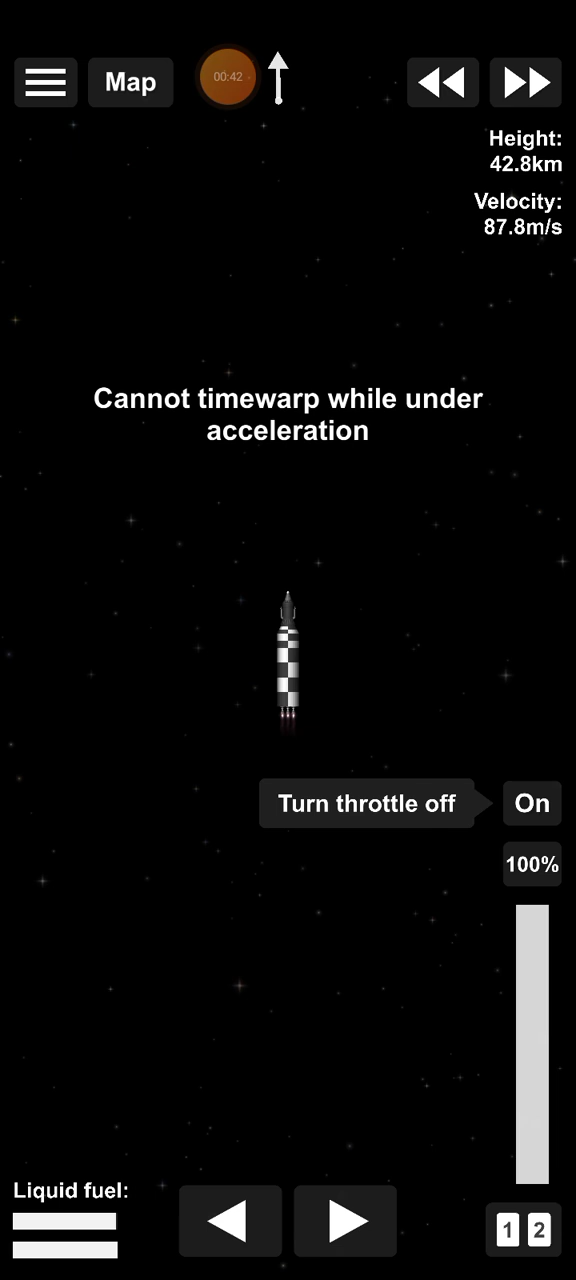 Map
00:42
Height:
42.8km
Velocity:
87.8m/s
Cannot timewarp while under
acceleration
Turn throttle off
On
100%
Liquid fuel:
1 2